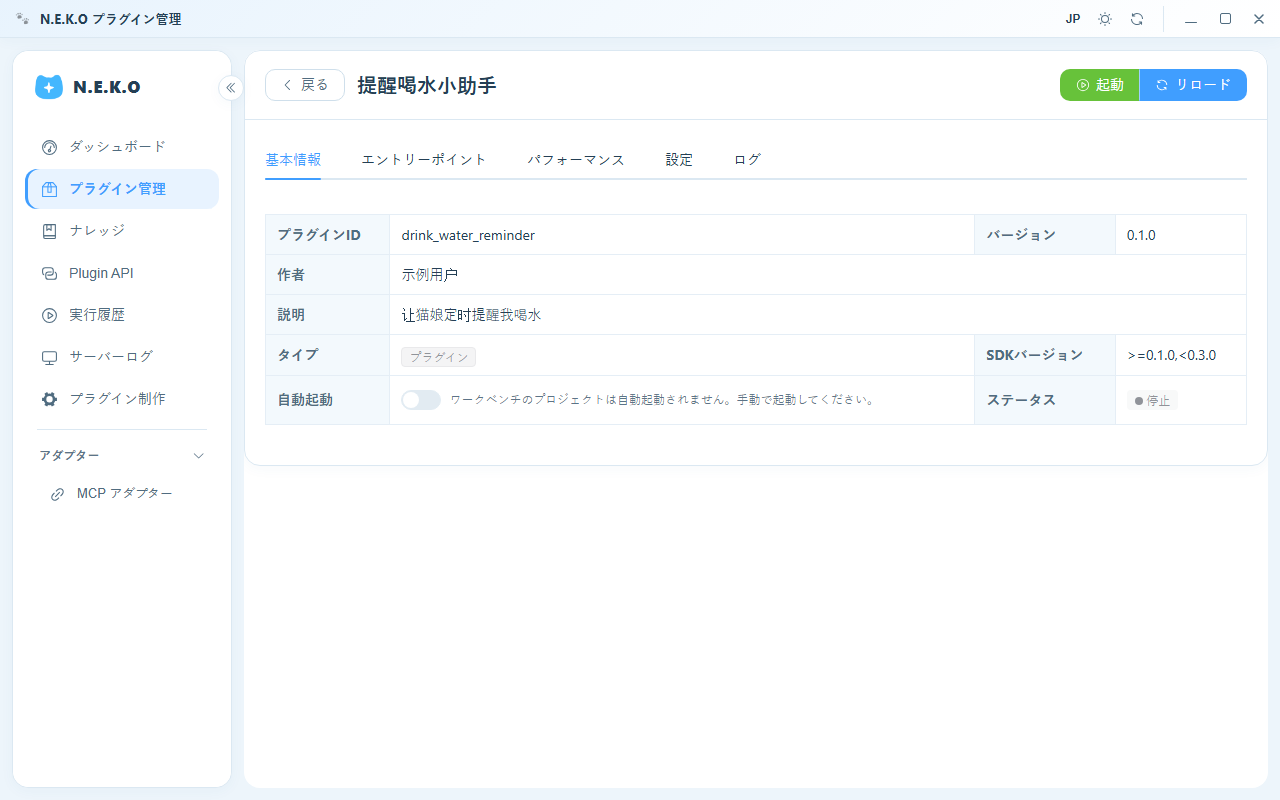 N.E.K.O プラグイン管理
JP
N.E.K.O
ダッシュボード
プラグイン管理
ナレッジ
Plugin API
実行履歴
サーバーログ
プラグイン制作
アダプター
MCP アダプター
戻る
提醒喝水小助手
起動
リロード
基本情報 エントリーポイント パフォーマンス 設定 ログ
プラグインID drink_water_reminder バージョン 0.1.0
作者 示例用户
説明 让猫娘定时提醒我喝水
タイプ プラグイン SDKバージョン >=0.1.0,<0.3.0
自動起動 ワークベンチのプロジェクトは自動起動されません。手動で起動してください。 ステータス 停止